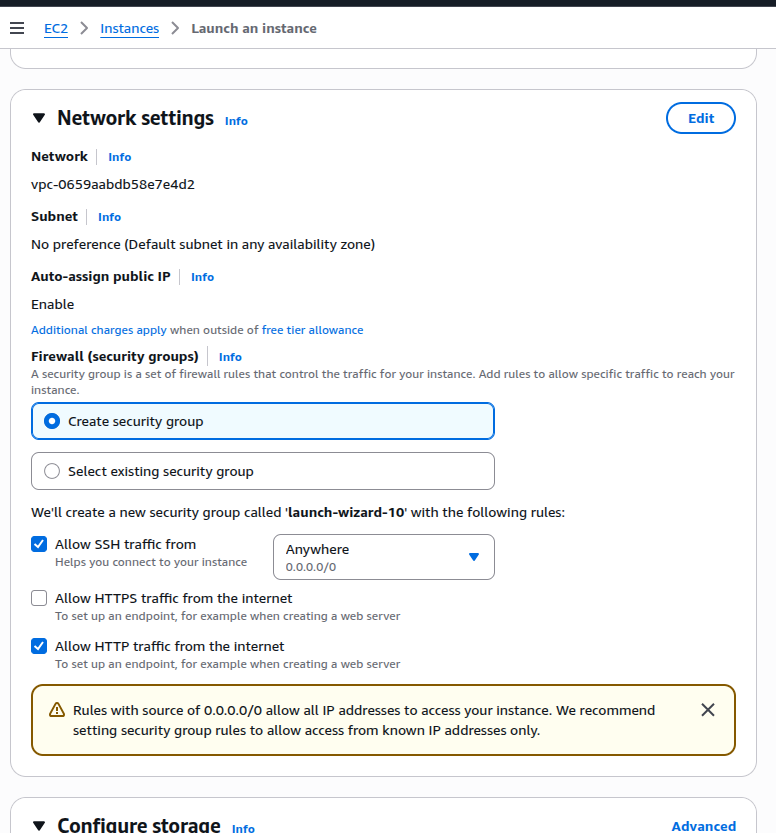 EC2 > Instances > Launch an instance
Network settings Info Edit
Network Info
vpc-0659aabdb58e7e4d2
Subnet Info
No preference (Default subnet in any availability zone)
Auto-assign public IP Info
Enable
Additional charges apply when outside of free tier allowance
Firewall (security groups) Info
A security group is a set of firewall rules that control the traffic for your instance. Add rules to allow specific traffic to reach your
instance.
Create security group
Select existing security group
We'll create a new security group called 'launch-wizard-10' with the following rules:
Allow SSH traffic from
Helps you connect to your instance
Anywhere
0.0.0.0/0
Allow HTTPS traffic from the internet
To set up an endpoint, for example when creating a web server
Allow HTTP traffic from the internet
To set up an endpoint, for example when creating a web server
Rules with source of 0.0.0.0/0 allow all IP addresses to access your instance. We recommend
setting security group rules to allow access from known IP addresses only.
Configure storage Info Advanced